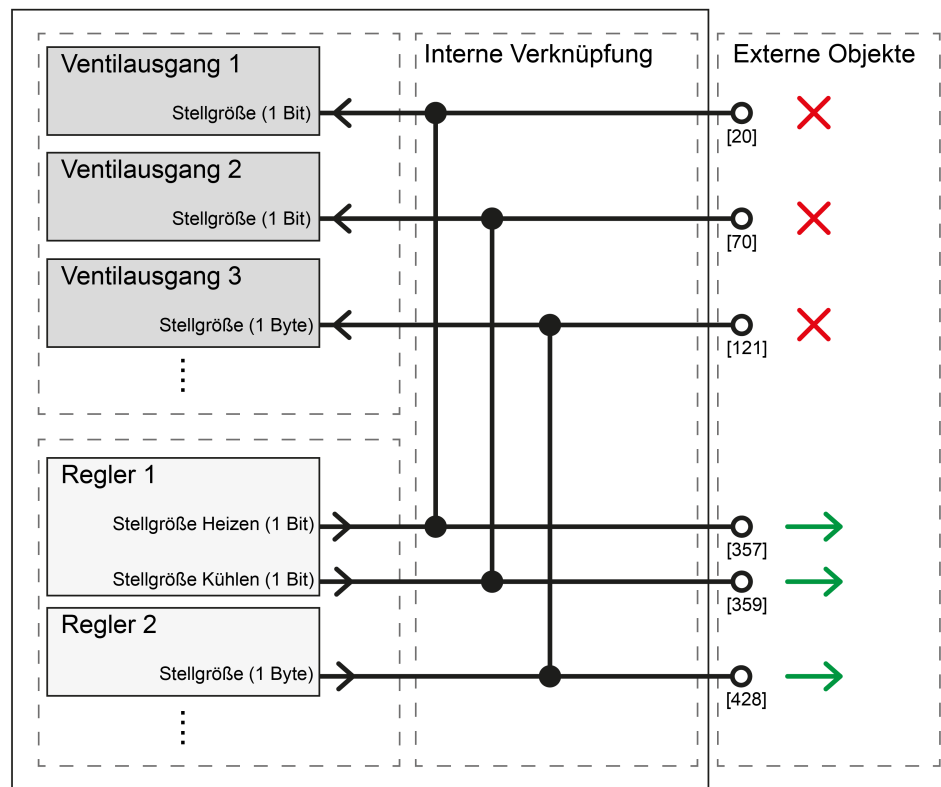 Interne Verknüpfung
Externe Objekte
Ventilausgang 1
Stellgröße (1 Bit)
[20]
Ventilausgang 2
Stellgröße (1 Bit)
[70]
Ventilausgang 3
Stellgröße (1 Byte)
[121]
Regler 1
Stellgröße Heizen (1 Bit)
[357]
Stellgröße Kühlen (1 Bit)
[359]
Regler 2
Stellgröße (1 Byte)
[428]